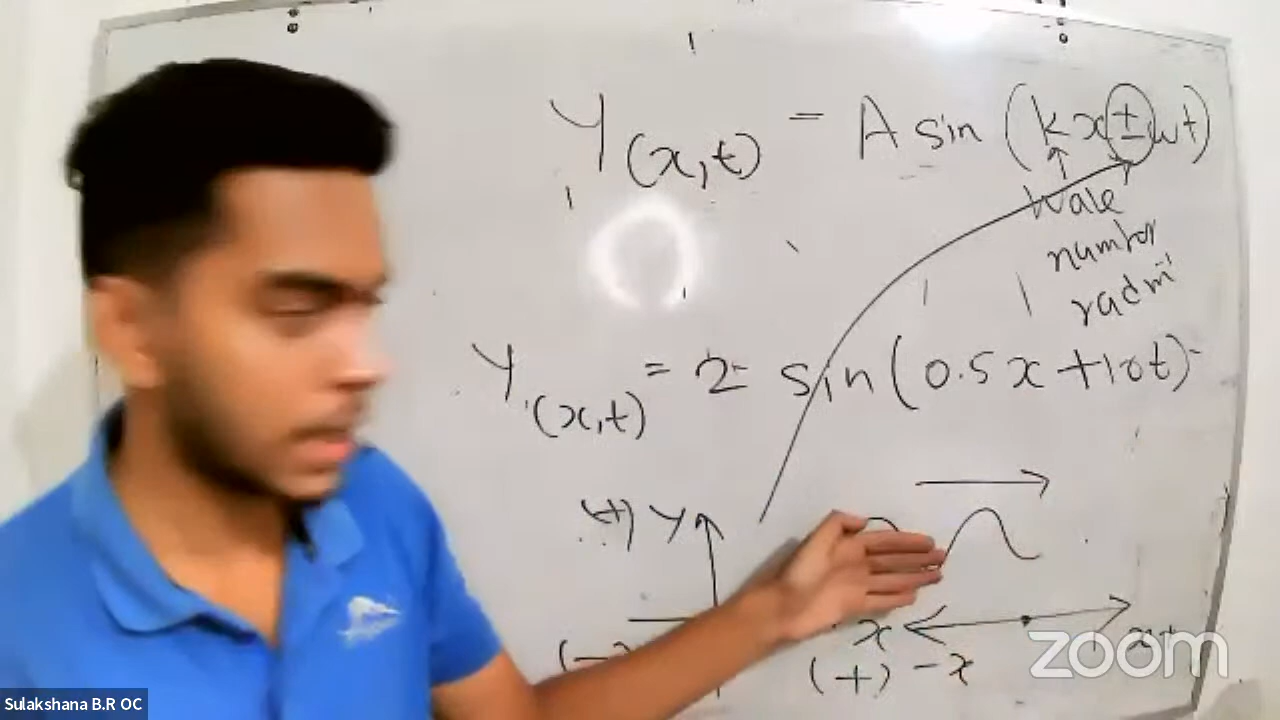 Y(x,t) = A sin (kx±ωt)
Wave
number
rad m⁻¹
Y(x,t) = 2 sin(0.5x+10t)
(+) y
x
x+
(-)
(+) -x
zoom
Sulakshana B.R OC